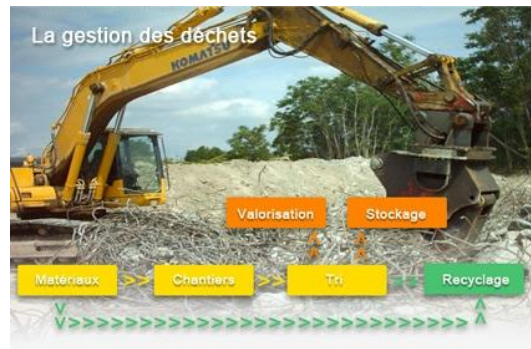 La gestion des déchets
KOMATSU
Valorisation
Stockage
Matériaux >> Chantiers >> Tri >> Recyclage
>>>>>>>>>>>>>>>>>>>>>>>>>>>>>>>>